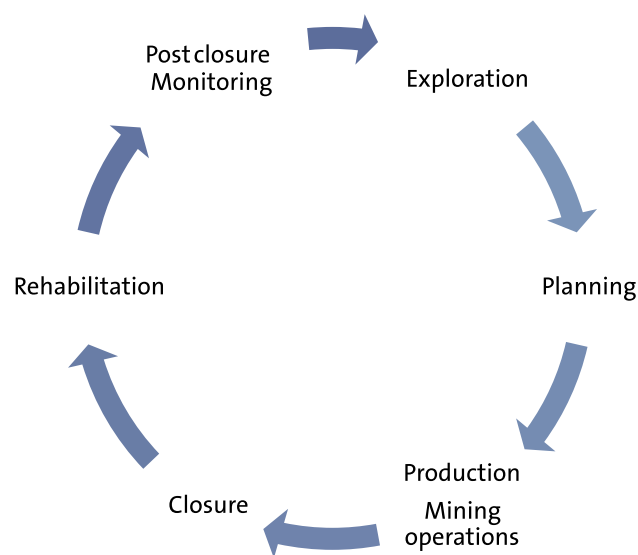 Post closure
Monitoring
Exploration
Rehabilitation
Planning
Production
Mining
operations
Closure